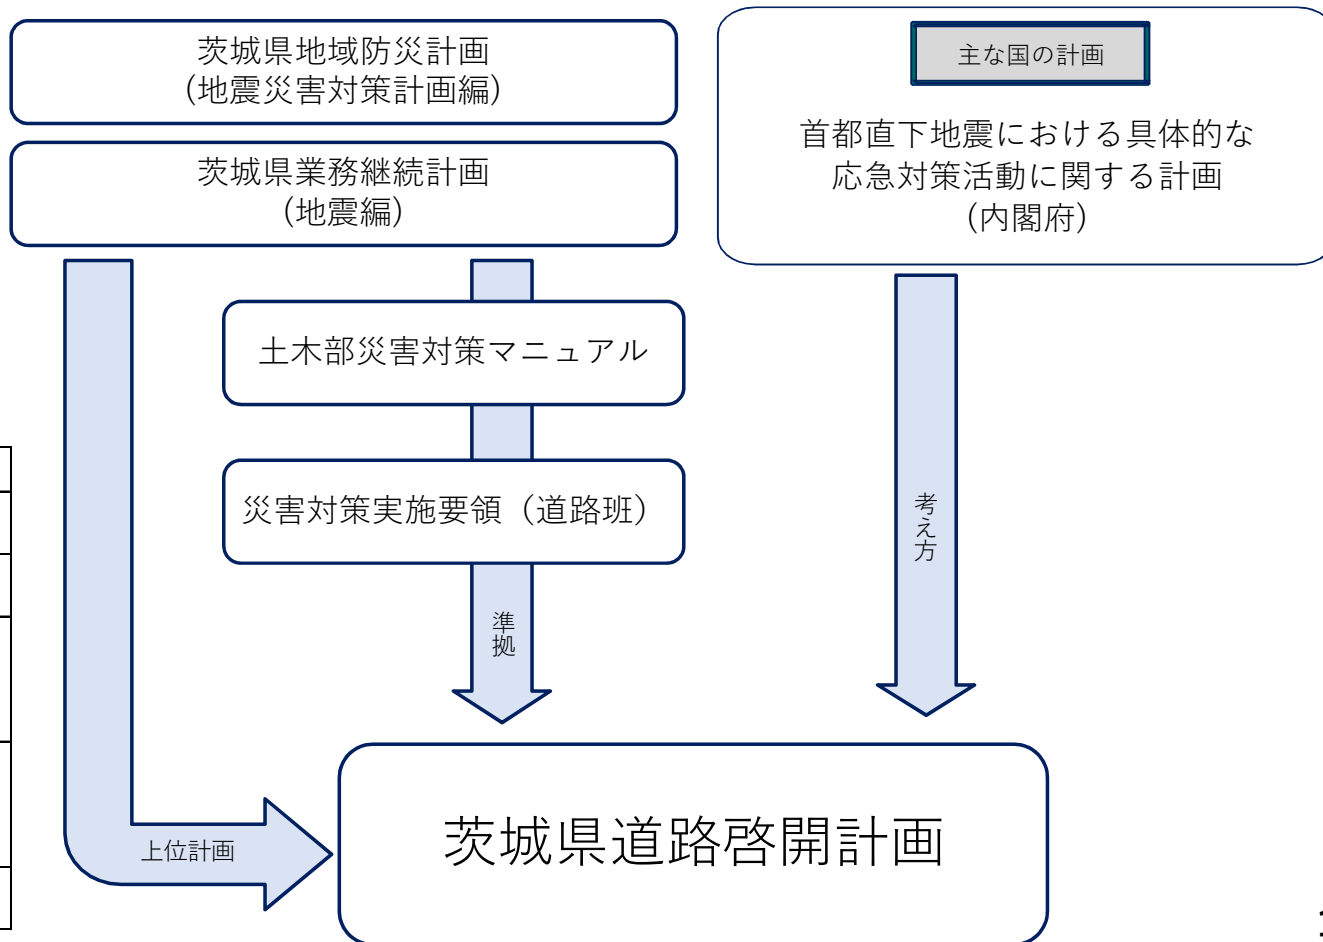 茨城県地域防災計画
(地震災害対策計画編)
茨城県業務継続計画
(地震編)
主な国の計画
首都直下地震における具体的な
応急対策活動に関する計画
(内閣府)
土木部災害対策マニュアル
災害対策実施要領（道路班）
準拠
考え方
上位計画
茨城県道路啓開計画